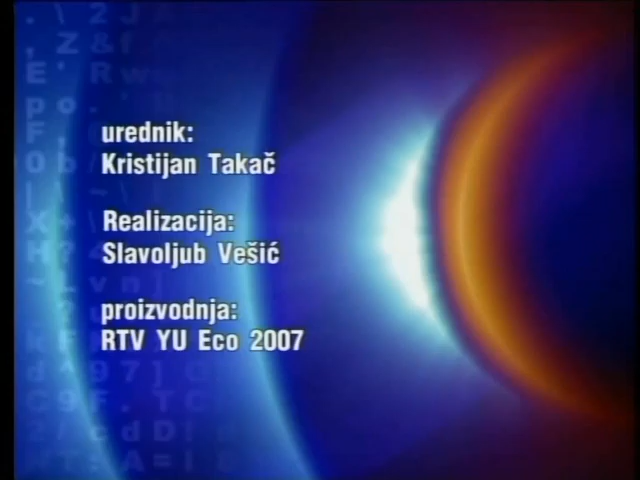 urednik:
Kristijan Takač
Realizacija:
Slavoljub Vešić
proizvodnja:
RTV YU Eco 2007